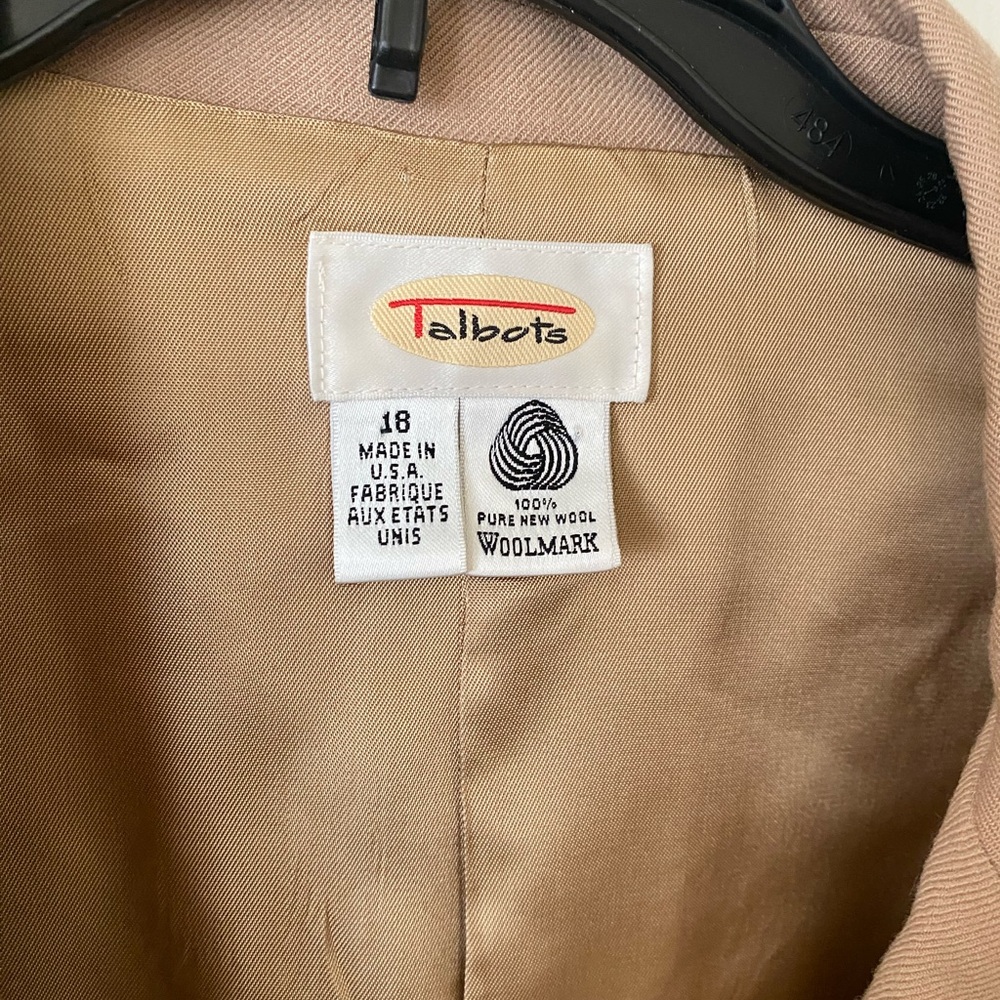 484
Talbots
18
MADE IN
U.S.A.
FABRIQUE
AUX ETATS
UNIS
100%
PURE NEW WOOL
WOOLMARK